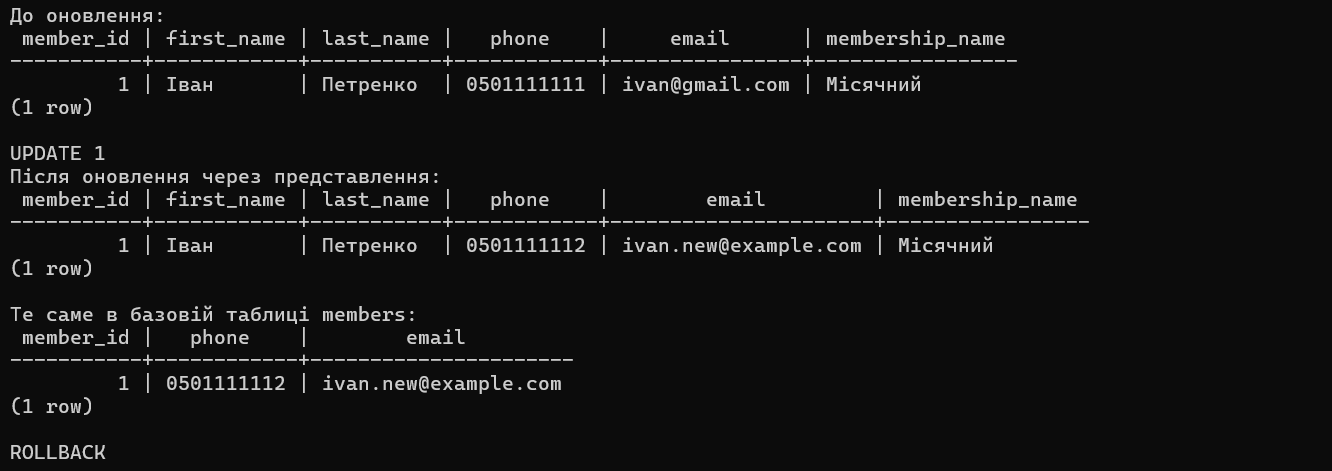 До оновлення:
 member_id | first_name | last_name |   phone    |     email      | membership_name
-----------+------------+-----------+------------+----------------+-----------------
         1 | Іван       | Петренко  | 0501111111 | ivan@gmail.com | Місячний
(1 row)

UPDATE 1
Після оновлення через представлення:
 member_id | first_name | last_name |   phone    |        email         | membership_name
-----------+------------+-----------+------------+----------------------+-----------------
         1 | Іван       | Петренко  | 0501111112 | ivan.new@example.com | Місячний
(1 row)

Те саме в базовій таблиці members:
 member_id |   phone    |        email
-----------+------------+----------------------
         1 | 0501111112 | ivan.new@example.com
(1 row)

ROLLBACK